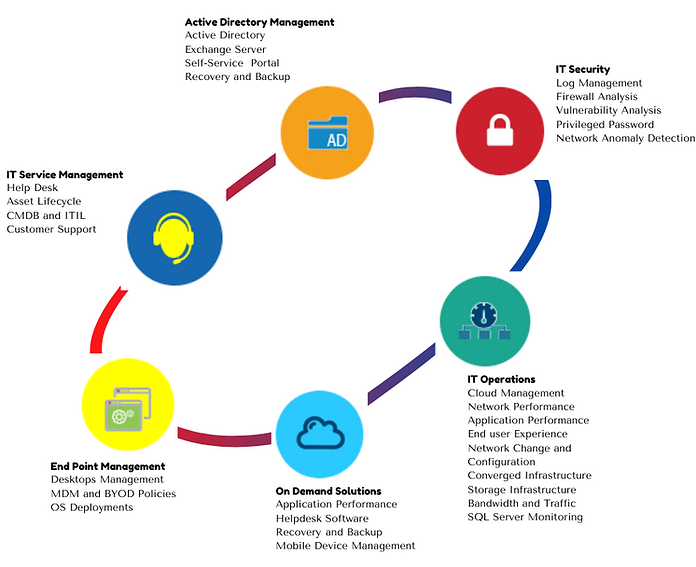 Active Directory Management
Active Directory
Exchange Server
Self-Service Portal
Recovery and Backup
AD
IT Security
Log Management
Firewall Analysis
Vulnerability Analysis
Privileged Password
Network Anomaly Detection
IT Service Management
Help Desk
Asset Lifecycle
CMDB and ITIL
Customer Support
IT Operations
Cloud Management
Network Performance
Application Performance
End user Experience
Network Change and
Configuration
Converged Infrastructure
Storage Infrastructure
Bandwidth and Traffic
SQL Server Monitoring
End Point Management
Desktops Management
MDM and BYOD Policies
OS Deployments
On Demand Solutions
Application Performance
Helpdesk Software
Recovery and Backup
Mobile Device Management